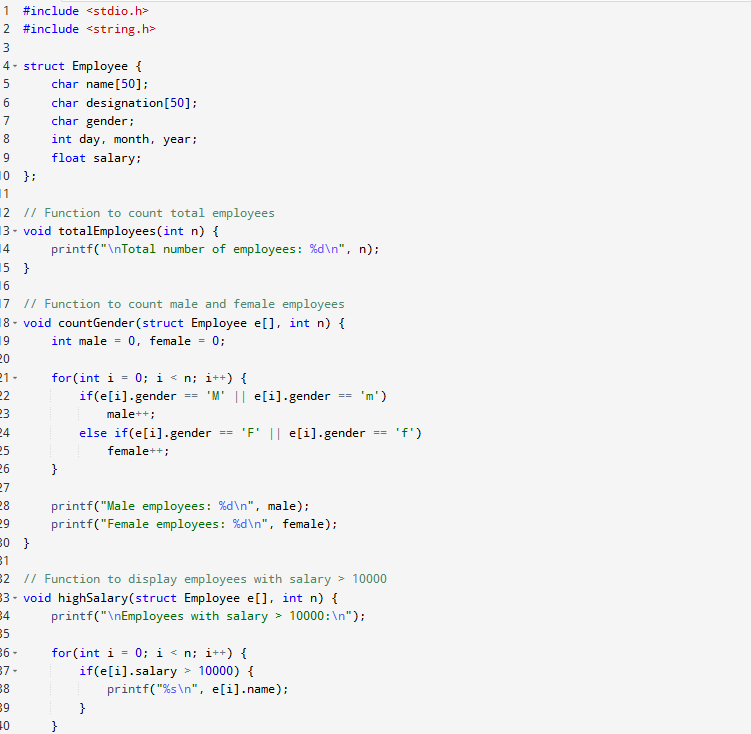 1 #include <stdio.h>
2 #include <string.h>
3
4 struct Employee {
5     char name[50];
6     char designation[50];
7     char gender;
8     int day, month, year;
9     float salary;
10 };
11
12 // Function to count total employees
13 void totalEmployees(int n) {
14     printf("\nTotal number of employees: %d\n", n);
15 }
16
17 // Function to count male and female employees
18 void countGender(struct Employee e[], int n) {
19     int male = 0, female = 0;
20
21     for(int i = 0; i < n; i++) {
22         if(e[i].gender == 'M' || e[i].gender == 'm')
23             male++;
24         else if(e[i].gender == 'F' || e[i].gender == 'f')
25             female++;
26     }
27
28     printf("Male employees: %d\n", male);
29     printf("Female employees: %d\n", female);
30 }
31
32 // Function to display employees with salary > 10000
33 void highSalary(struct Employee e[], int n) {
34     printf("\nEmployees with salary > 10000:\n");
35
36     for(int i = 0; i < n; i++) {
37         if(e[i].salary > 10000) {
38             printf("%s\n", e[i].name);
39         }
40     }